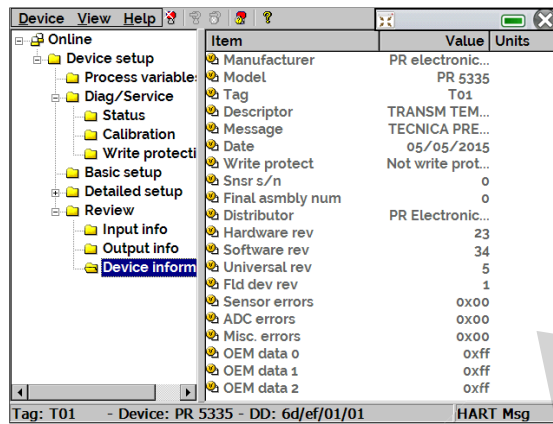 Device View Help
Online
Device setup
Process variable
Diag/Service
Status
Calibration
Write protecti
Basic setup
Detailed setup
Review
Input info
Output info
Device inform
Item Value Units
Manufacturer PR electronic...
Model PR 5335
Tag T01
Descriptor TRANSM TEM...
Message TECNICA PRE...
Date 05/05/2015
Write protect Not write prot...
Snsr s/n 0
Final asmbly num 0
Distributor PR Electronic...
Hardware rev 23
Software rev 34
Universal rev 5
Fld dev rev 1
Sensor errors 0x00
ADC errors 0x00
Misc. errors 0x00
OEM data 0 0xff
OEM data 1 0xff
OEM data 2 0xff
Tag: T01 - Device: PR 5335 - DD: 6d/ef/01/01 HART Msg